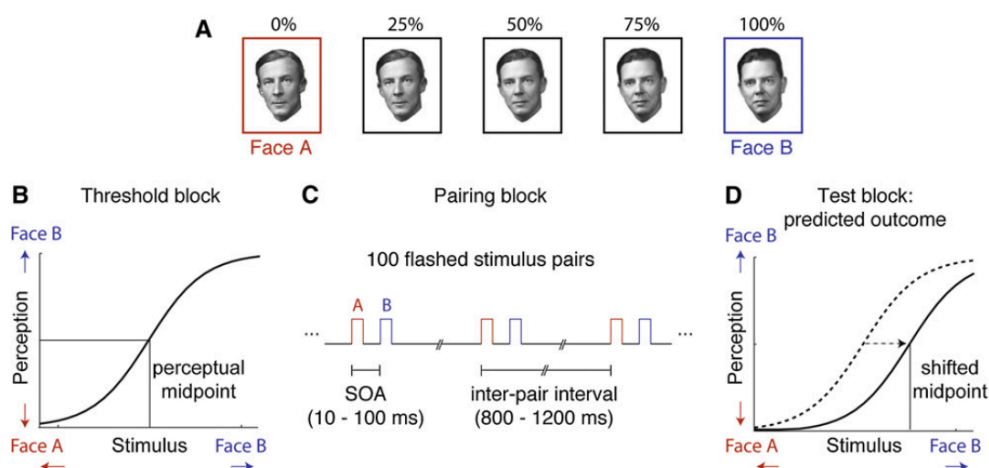 A
0% 25% 50% 75% 100%
Face A Face B
B Threshold block
Face B
Perception
perceptual
midpoint
Face A Stimulus Face B
C Pairing block
100 flashed stimulus pairs
A B
... ...
SOA
(10 - 100 ms)
inter-pair interval
(800 - 1200 ms)
D Test block:
predicted outcome
Face B
Perception
shifted
midpoint
Face A Stimulus Face B